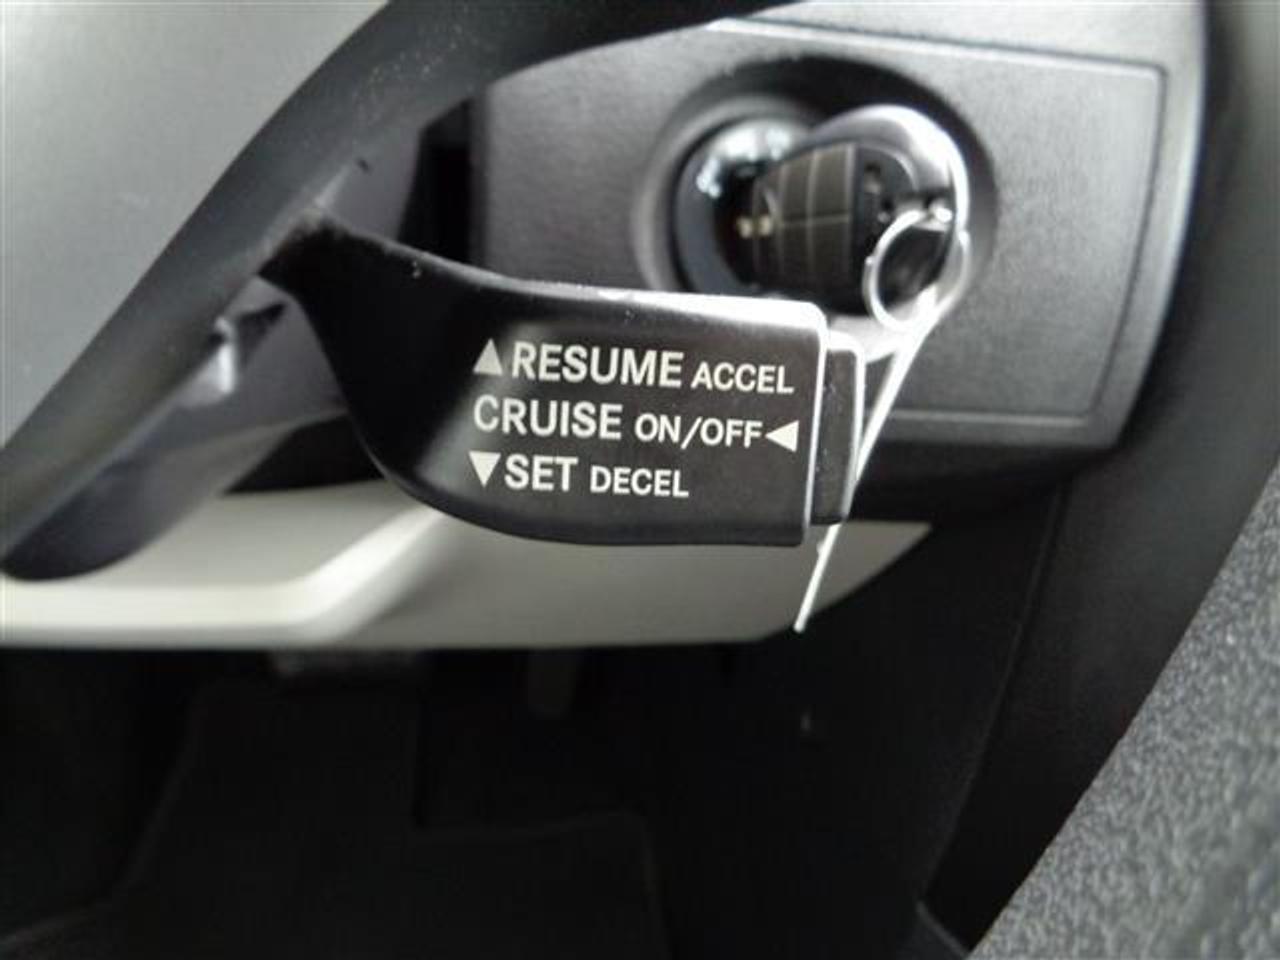 ▲RESUME ACCEL
CRUISE ON/OFF◀
▼SET DECEL